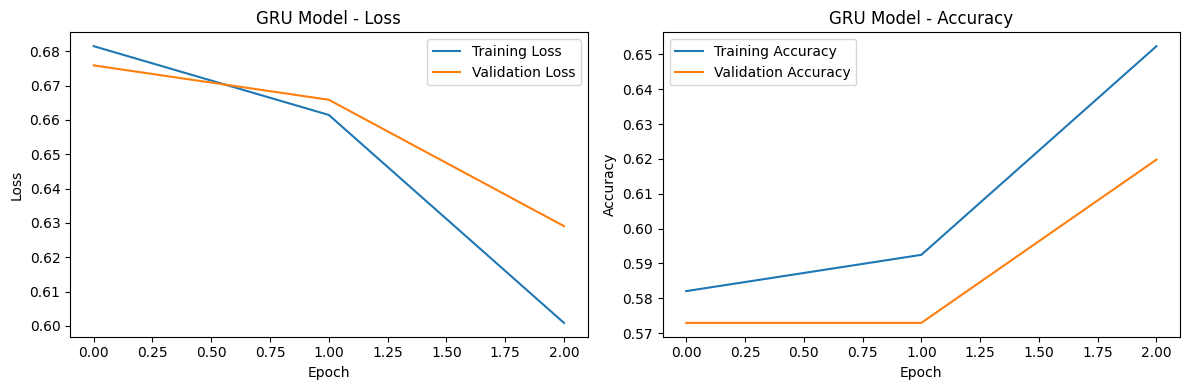 GRU Model - Loss
0.68
0.67
0.66
0.65
0.64
0.63
0.62
0.61
0.60
Loss
Training Loss
Validation Loss
0.00 0.25 0.50 0.75 1.00 1.25 1.50 1.75 2.00
Epoch
GRU Model - Accuracy
0.65
0.64
0.63
0.62
0.61
0.60
0.59
0.58
0.57
Accuracy
Training Accuracy
Validation Accuracy
0.00 0.25 0.50 0.75 1.00 1.25 1.50 1.75 2.00
Epoch